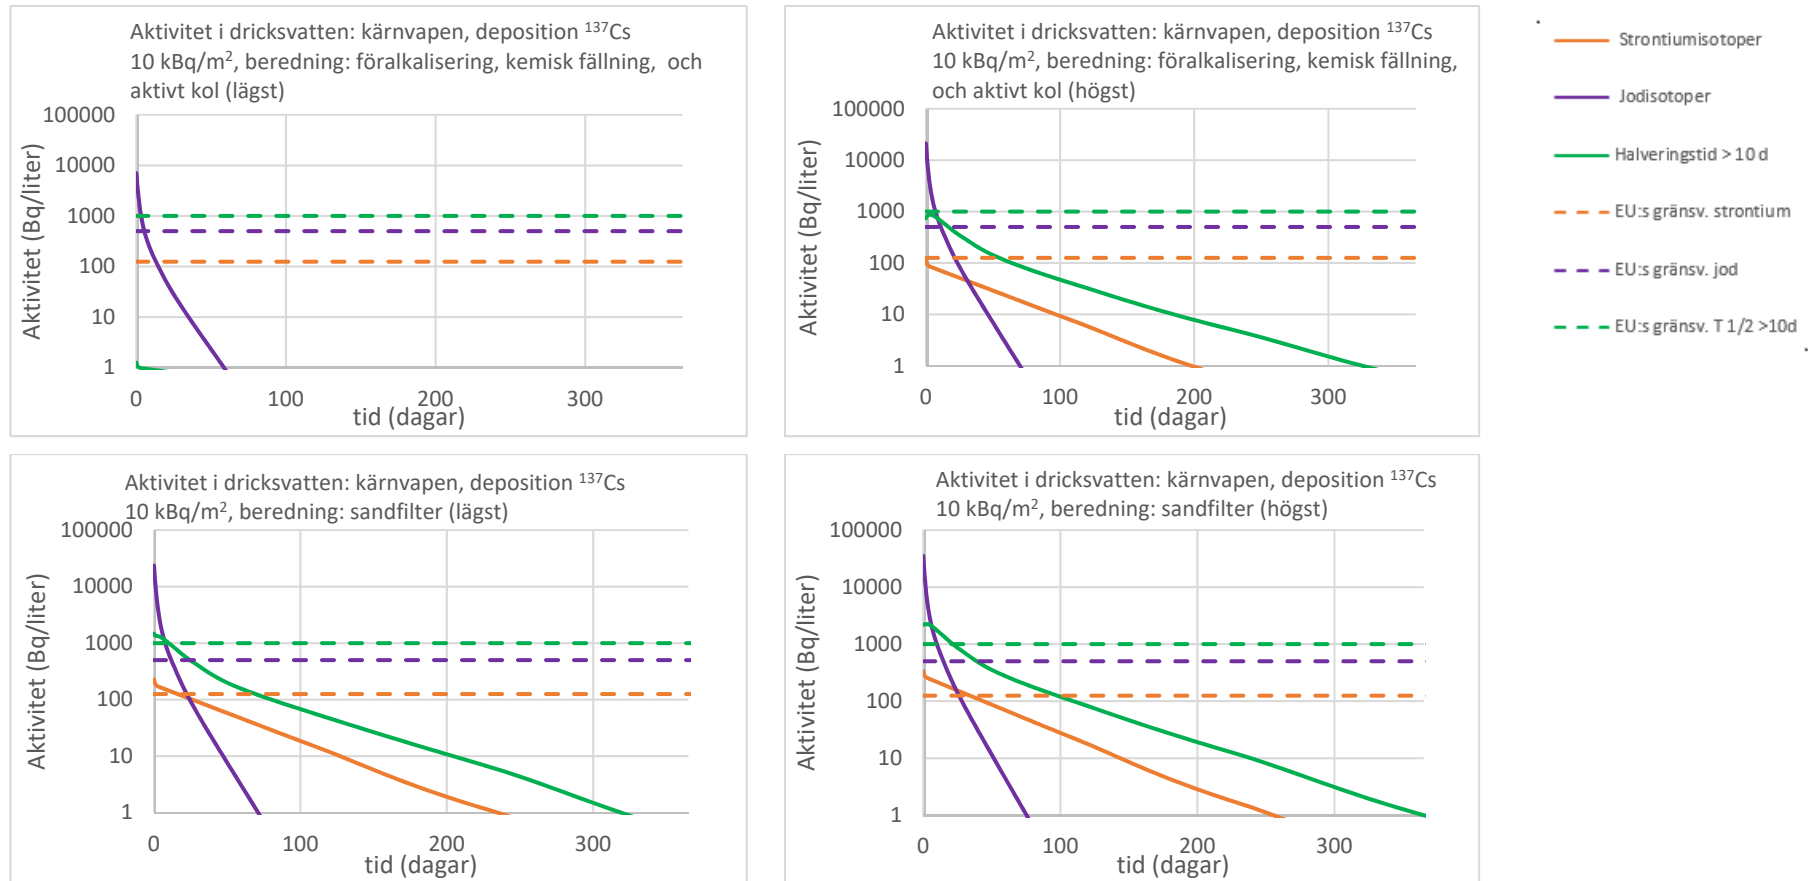 Aktivitet i dricksvatten: kärnvapen, deposition ¹³⁷Cs
10 kBq/m², beredning: föralkalisering, kemisk fällning, och
aktivt kol (lägst)
100000
10000
1000
100
10
1
Aktivitet (Bq/liter)
0 100 200 300
tid (dagar)
Aktivitet i dricksvatten: kärnvapen, deposition ¹³⁷Cs
10 kBq/m², beredning: föralkalisering, kemisk fällning,
och aktivt kol (högst)
100000
10000
1000
100
10
1
Aktivitet (Bq/liter)
0 100 200 300
tid (dagar)
Strontiumisotoper
Jodisotoper
Halveringstid > 10 d
EU:s gränsv. strontium
EU:s gränsv. jod
EU:s gränsv. T 1/2 >10d
Aktivitet i dricksvatten: kärnvapen, deposition ¹³⁷Cs
10 kBq/m², beredning: sandfilter (lägst)
100000
10000
1000
100
10
1
Aktivitet (Bq/liter)
0 100 200 300
tid (dagar)
Aktivitet i dricksvatten: kärnvapen, deposition ¹³⁷Cs
10 kBq/m², beredning: sandfilter (högst)
100000
10000
1000
100
10
1
Aktivitet (Bq/liter)
0 100 200 300
tid (dagar)